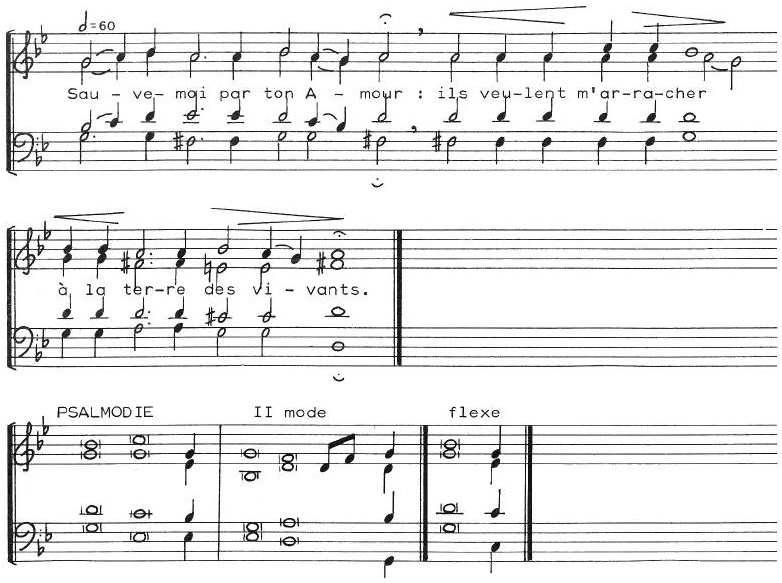 =60
Sau - ve- moi par ton A - mour : ils veu-lent m'ar-ra-cher
à la ter-re des vi - vants.
PSALMODIE II mode flexe